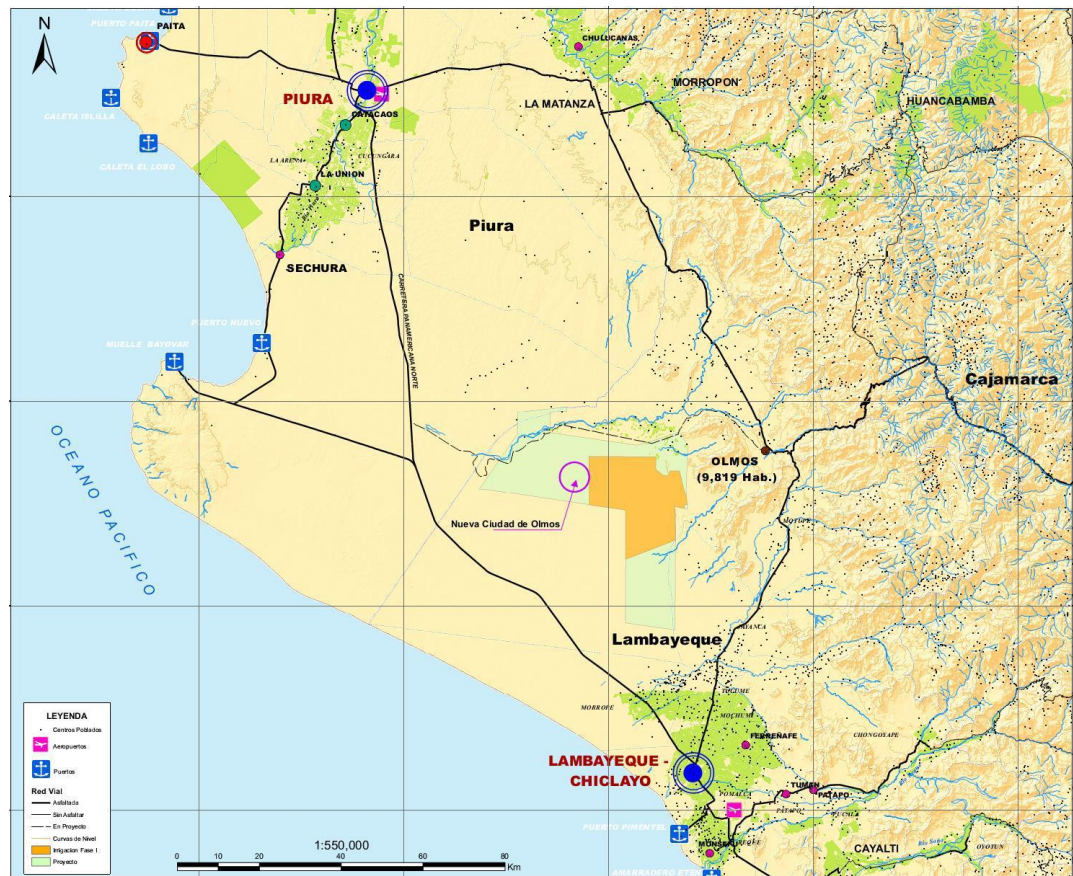 N
PUERTO PAITA
PAITA
CHULUCANAS
PIURA
LA MATANZA
MORROPON
HUANCABAMBA
CALETA ISLILLA
CATACAOS
CALETA EL LOBO
LA ARENA
CUCUNGARA
LA UNION
Piura
SECHURA
CARRETERA PANAMERICANA NORTE
PUERTO NUEVO
MUELLE BAYOVAR
Cajamarca
OCEANO PACIFICO
OLMOS
(9,819 Hab.)
Nueva Ciudad de Olmos
MOTUPE
Lambayeque
MORROPE
TUCUME
MOCHUMI
CHONGOYAPE
FERREÑAFE
LAMBAYEQUE -
CHICLAYO
TUMAN
PATAPO
POMALCA
PUCALA
PUERTO PIMENTEL
CAYALTI
OYOTUN
AMARRADERO ETEN
LEYENDA
Centros Poblados
Aeropuertos
Puertos
Red Vial
Asfaltada
Sin Asfaltar
En Proyecto
Curvas de Nivel
Irrigacion Fase I
Proyecto
1:550,000
0 10 20 40 60 80
Km